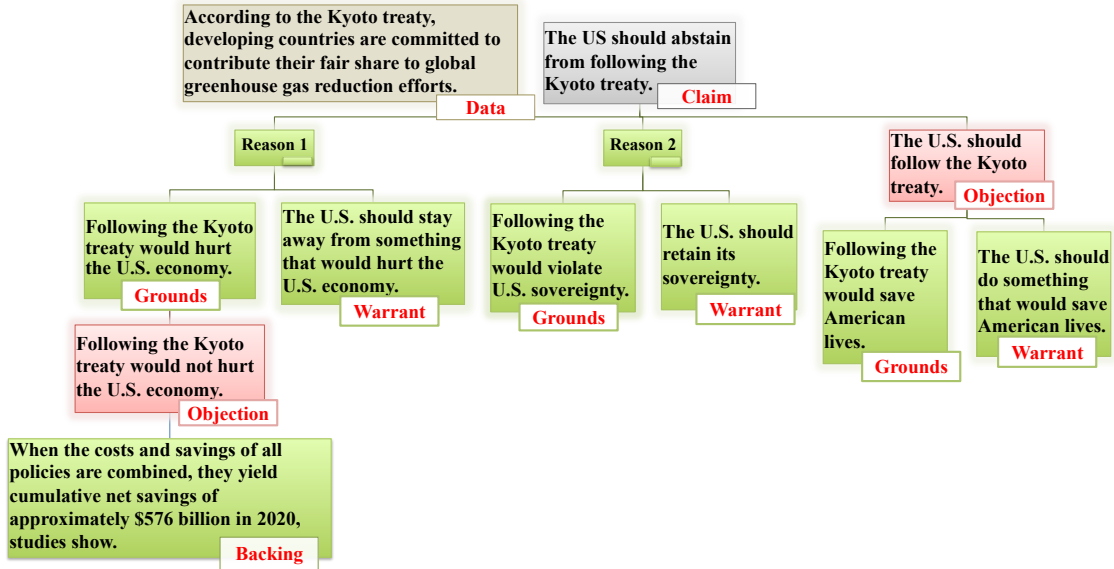 According to the Kyoto treaty,
developing countries are committed to
contribute their fair share to global
greenhouse gas reduction efforts.
Data
The US should abstain
from following the
Kyoto treaty.
Claim
Reason 1
Reason 2
The U.S. should
follow the Kyoto
treaty.
Objection
Following the Kyoto
treaty would hurt
the U.S. economy.
Grounds
The U.S. should stay
away from something
that would hurt the
U.S. economy.
Warrant
Following the
Kyoto treaty
would violate
U.S. sovereignty.
Grounds
The U.S. should
retain its
sovereignty.
Warrant
Following the
Kyoto treaty
would save
American
lives.
Grounds
The U.S. should
do something
that would save
American lives.
Warrant
Following the Kyoto
treaty would not hurt
the U.S. economy.
Objection
When the costs and savings of all
policies are combined, they yield
cumulative net savings of
approximately $576 billion in 2020,
studies show.
Backing